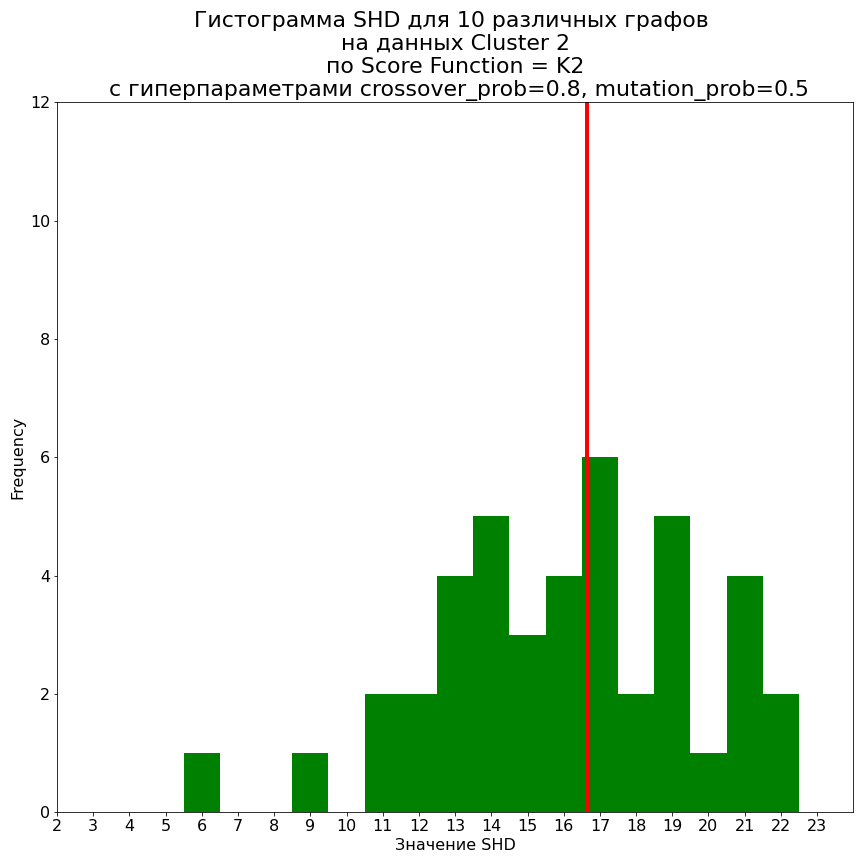 Гистограмма SHD для 10 различных графов
на данных Cluster 2
по Score Function = K2
с гиперпараметрами crossover_prob=0.8, mutation_prob=0.5
12
10
8
6
4
2
0
Frequency
2 3 4 5 6 7 8 9 10 11 12 13 14 15 16 17 18 19 20 21 22 23
Значение SHD